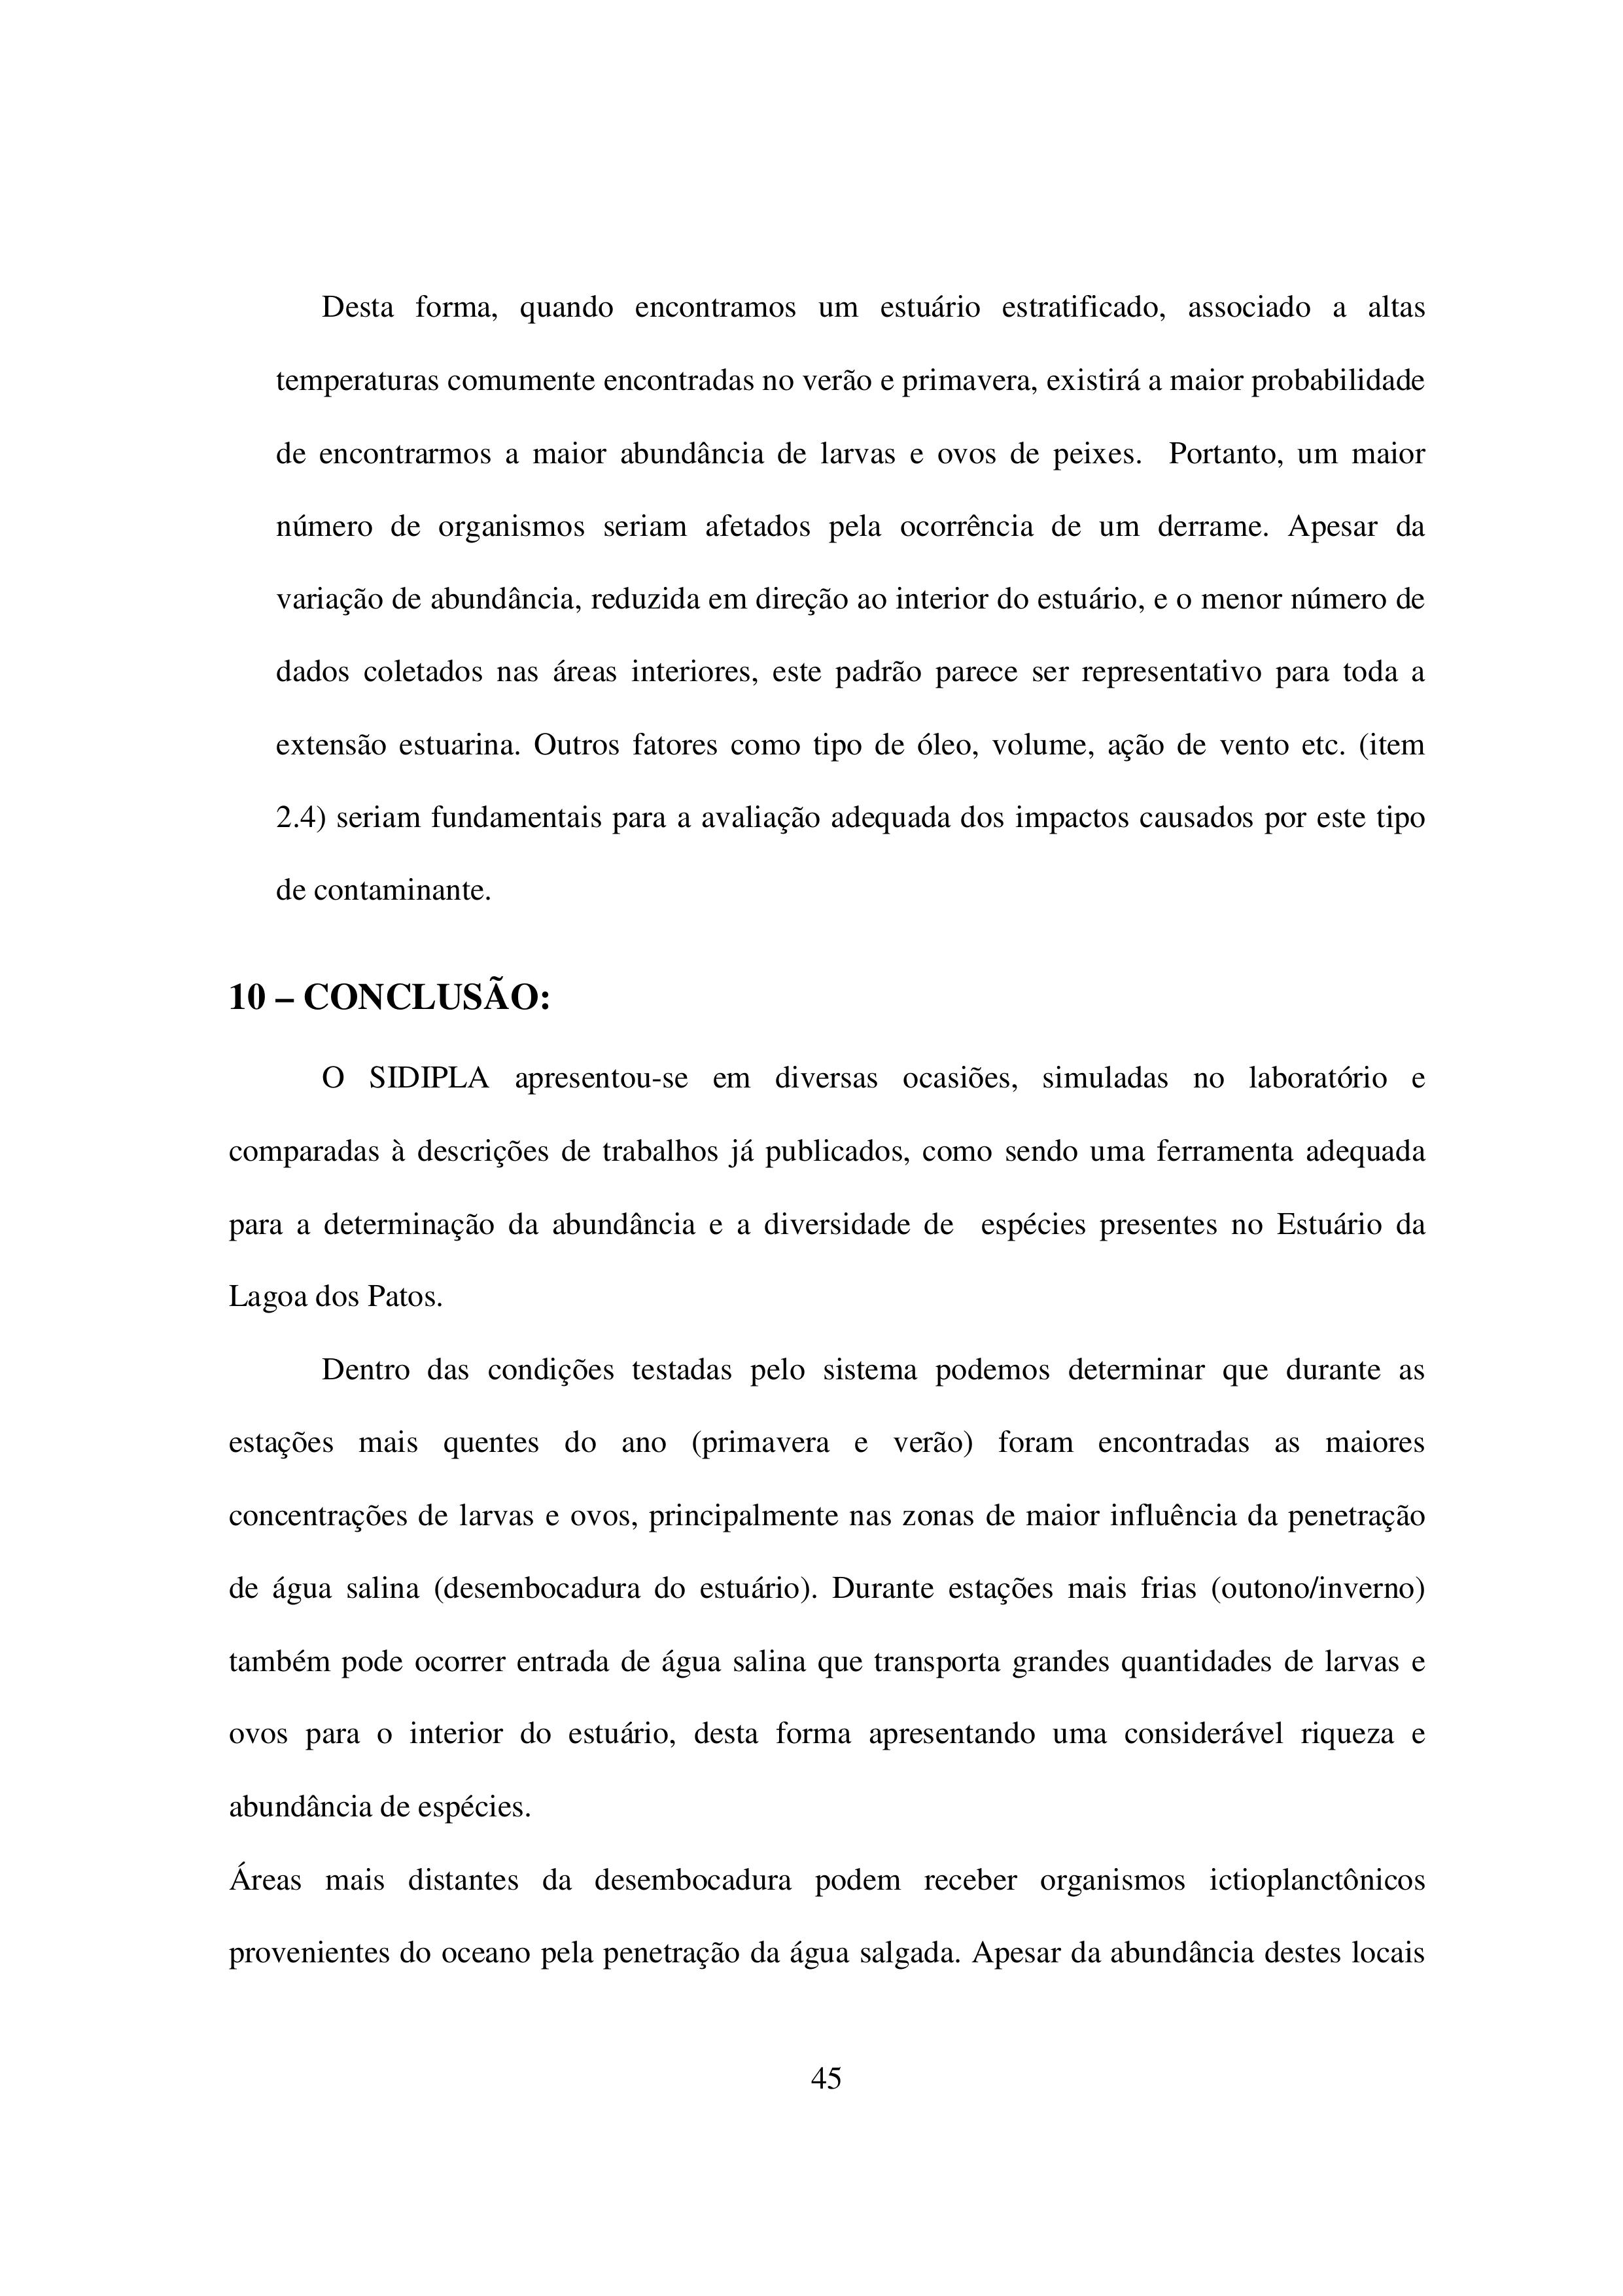 Desta forma, quando encontramos um estuário estratificado, associado a altas
temperaturas comumente encontradas no verão e primavera, existirá a maior probabilidade
de encontrarmos a maior abundância de larvas e ovos de peixes. Portanto, um maior
número de organismos seriam afetados pela ocorrência de um derrame. Apesar da
variação de abundância, reduzida em direção ao interior do estuário, e o menor número de
dados coletados nas áreas interiores, este padrão parece ser representativo para toda a
extensão estuarina. Outros fatores como tipo de óleo, volume, ação de vento etc. (item
2.4) seriam fundamentais para a avaliação adequada dos impactos causados por este tipo
de contaminante.
10 – CONCLUSÃO:
O SIDIPLA apresentou-se em diversas ocasiões, simuladas no laboratório e
comparadas à descrições de trabalhos já publicados, como sendo uma ferramenta adequada
para a determinação da abundância e a diversidade de espécies presentes no Estuário da
Lagoa dos Patos.
Dentro das condições testadas pelo sistema podemos determinar que durante as
estações mais quentes do ano (primavera e verão) foram encontradas as maiores
concentrações de larvas e ovos, principalmente nas zonas de maior influência da penetração
de água salina (desembocadura do estuário). Durante estações mais frias (outono/inverno)
também pode ocorrer entrada de água salina que transporta grandes quantidades de larvas e
ovos para o interior do estuário, desta forma apresentando uma considerável riqueza e
abundância de espécies.
Áreas mais distantes da desembocadura podem receber organismos ictioplanctônicos
provenientes do oceano pela penetração da água salgada. Apesar da abundância destes locais
45